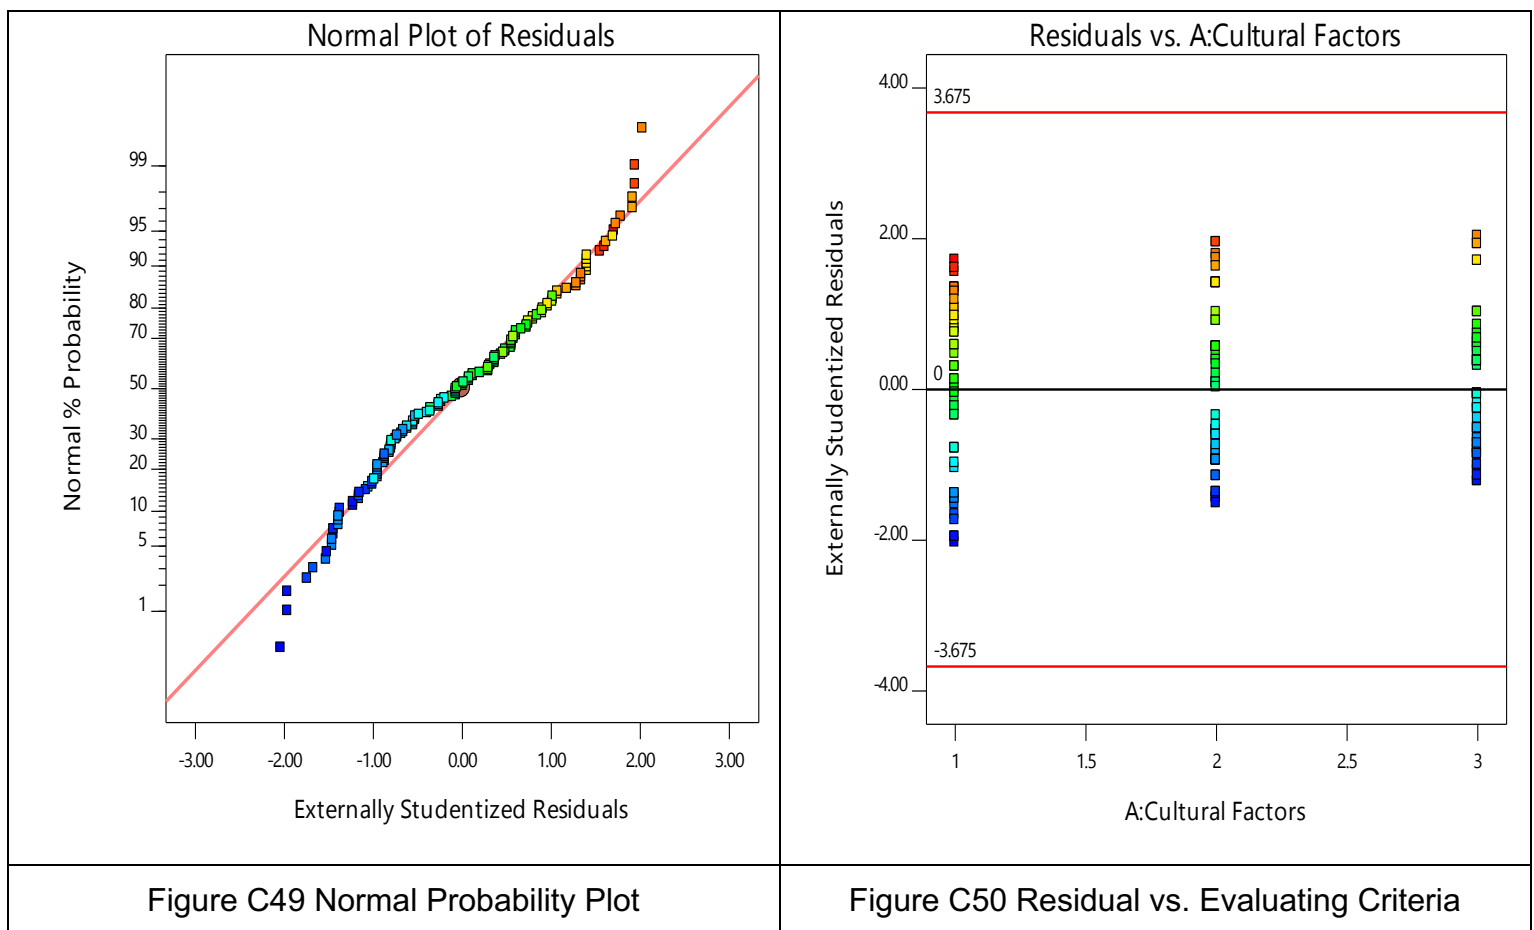 Normal Plot of Residuals
Normal % Probability
99
95
90
80
70
50
30
20
10
5
1
-3.00 -2.00 -1.00 0.00 1.00 2.00 3.00
Externally Studentized Residuals
Figure C49 Normal Probability Plot
Residuals vs. A:Cultural Factors
Externally Studentized Residuals
4.00
2.00
0.00
-2.00
-4.00
3.675
0
-3.675
1 1.5 2 2.5 3
A:Cultural Factors
Figure C50 Residual vs. Evaluating Criteria